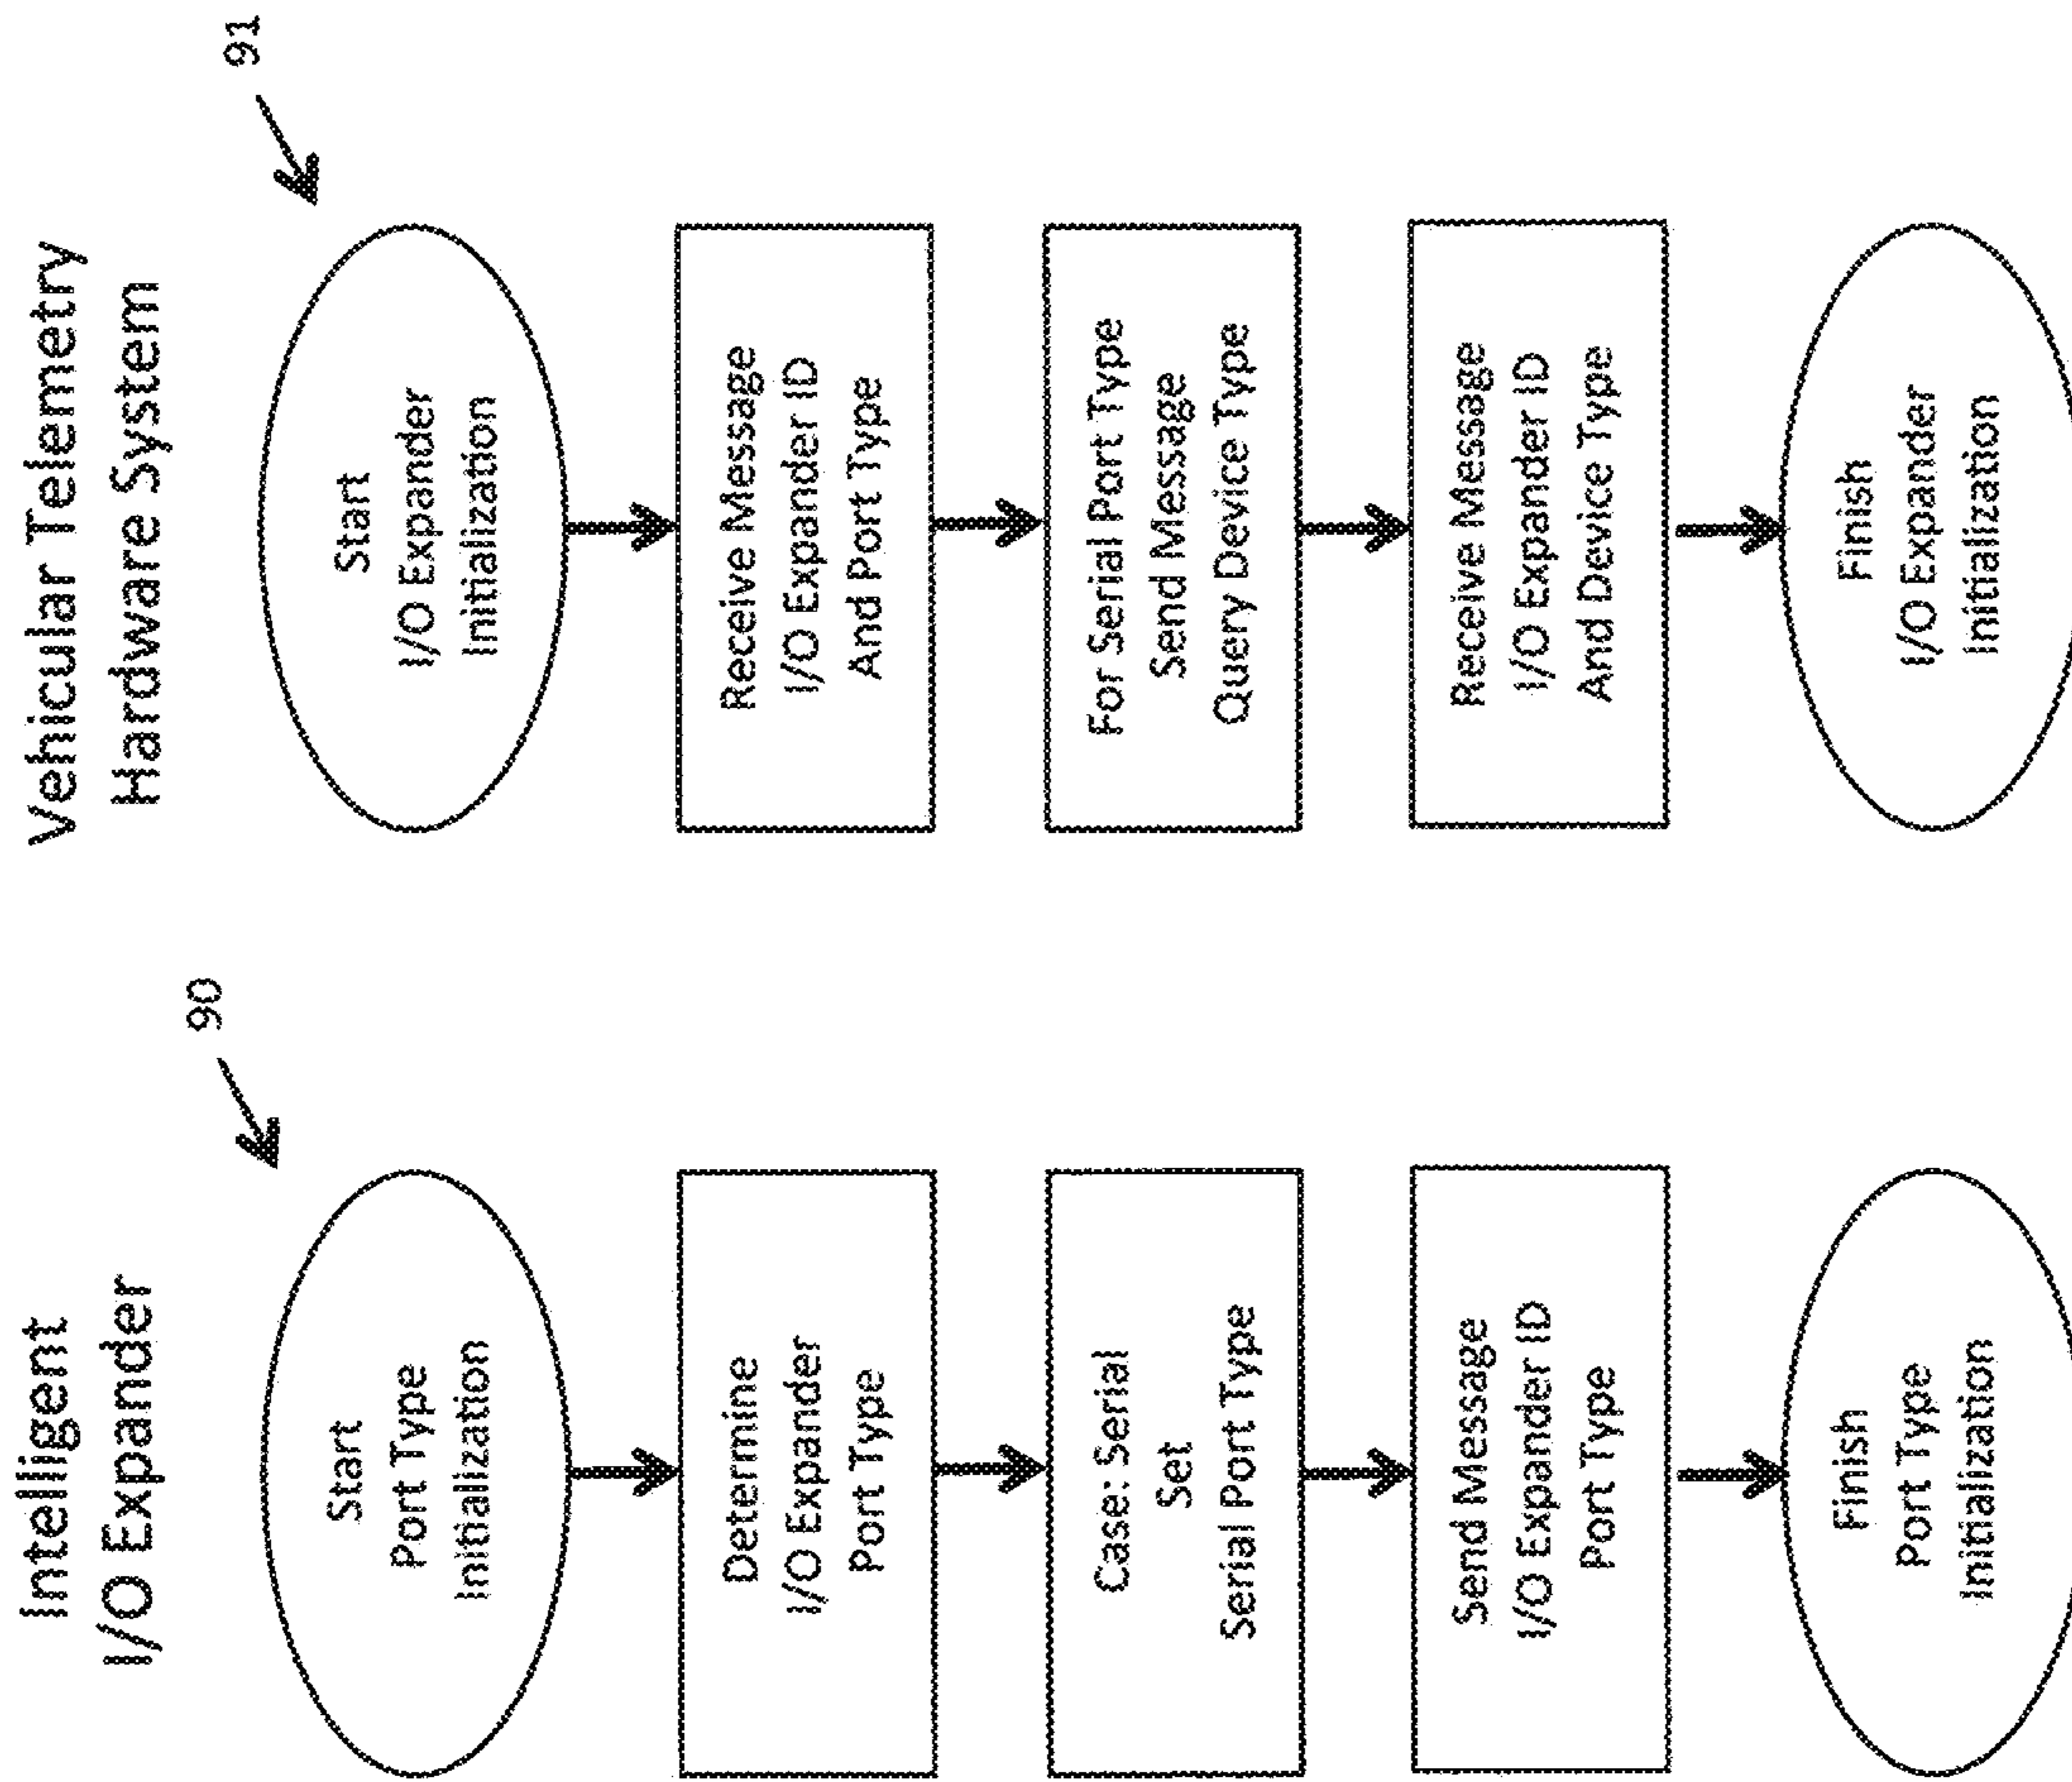 Intelligent
I/O Expander
90
Start
Port Type
Initialization
Determine
I/O Expander
Port Type
Case: Serial
Set
Serial Port Type
Send Message
I/O Expander ID
Port Type
Finish
Port Type
Initialization
Vehicular Telemetry
Hardware System
91
Start
I/O Expander
Initialization
Receive Message
I/O Expander ID
And Port Type
For Serial Port Type
Send Message
Query Device Type
Receive Message
I/O Expander ID
And Device Type
Finish
I/O Expander
Initialization